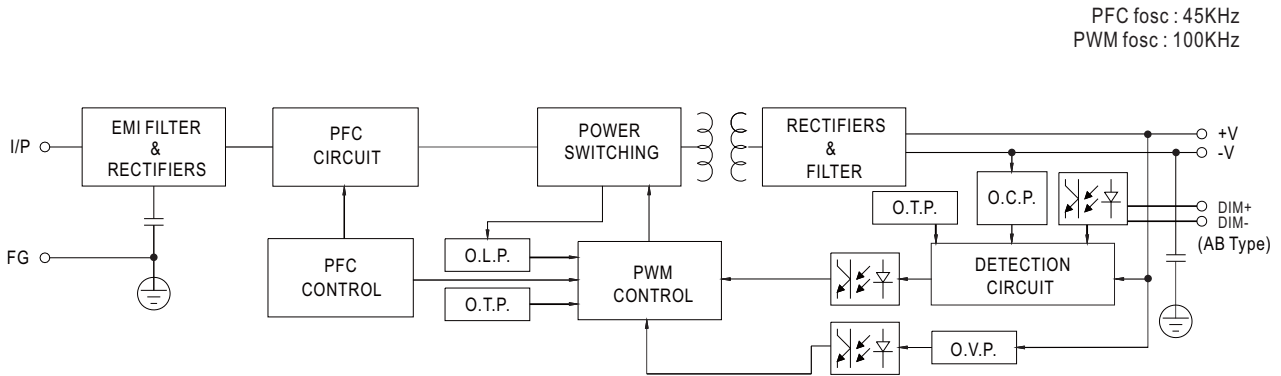 PFC fosc : 45KHz
PWM fosc : 100KHz
I/P
EMI FILTER
&
RECTIFIERS
PFC
CIRCUIT
POWER
SWITCHING
RECTIFIERS
&
FILTER
+V
-V
O.T.P.
O.C.P.
DIM+
DIM-
(AB Type)
FG
PFC
CONTROL
O.L.P.
O.T.P.
PWM
CONTROL
DETECTION
CIRCUIT
O.V.P.